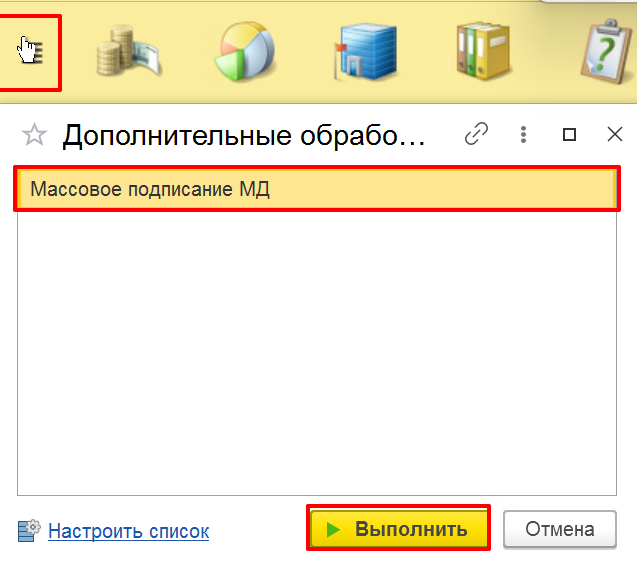 Дополнительные обрабо...
Массовое подписание МД
Настроить список
Выполнить
Отмена